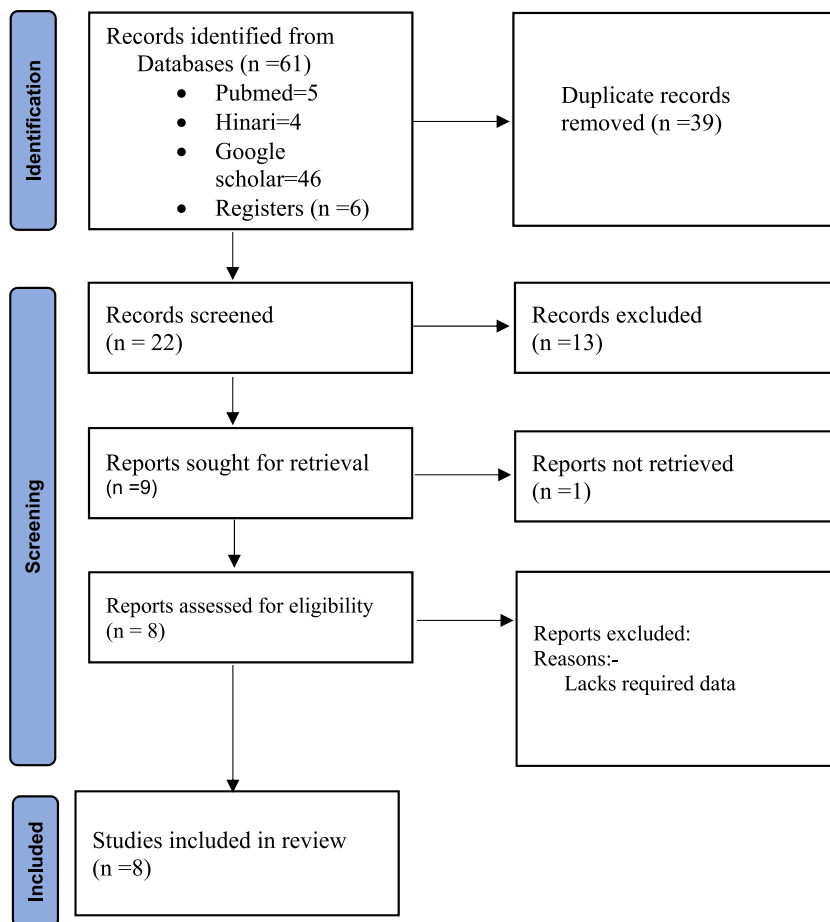 Identification
Records identified from
Databases (n =61)
• Pubmed=5
• Hinari=4
• Google
scholar=46
• Registers (n =6)
Duplicate records
removed (n =39)
Screening
Records screened
(n = 22)
Records excluded
(n =13)
Reports sought for retrieval
(n =9)
Reports not retrieved
(n =1)
Reports assessed for eligibility
(n = 8)
Reports excluded:
Reasons:-
Lacks required data
Included
Studies included in review
(n =8)